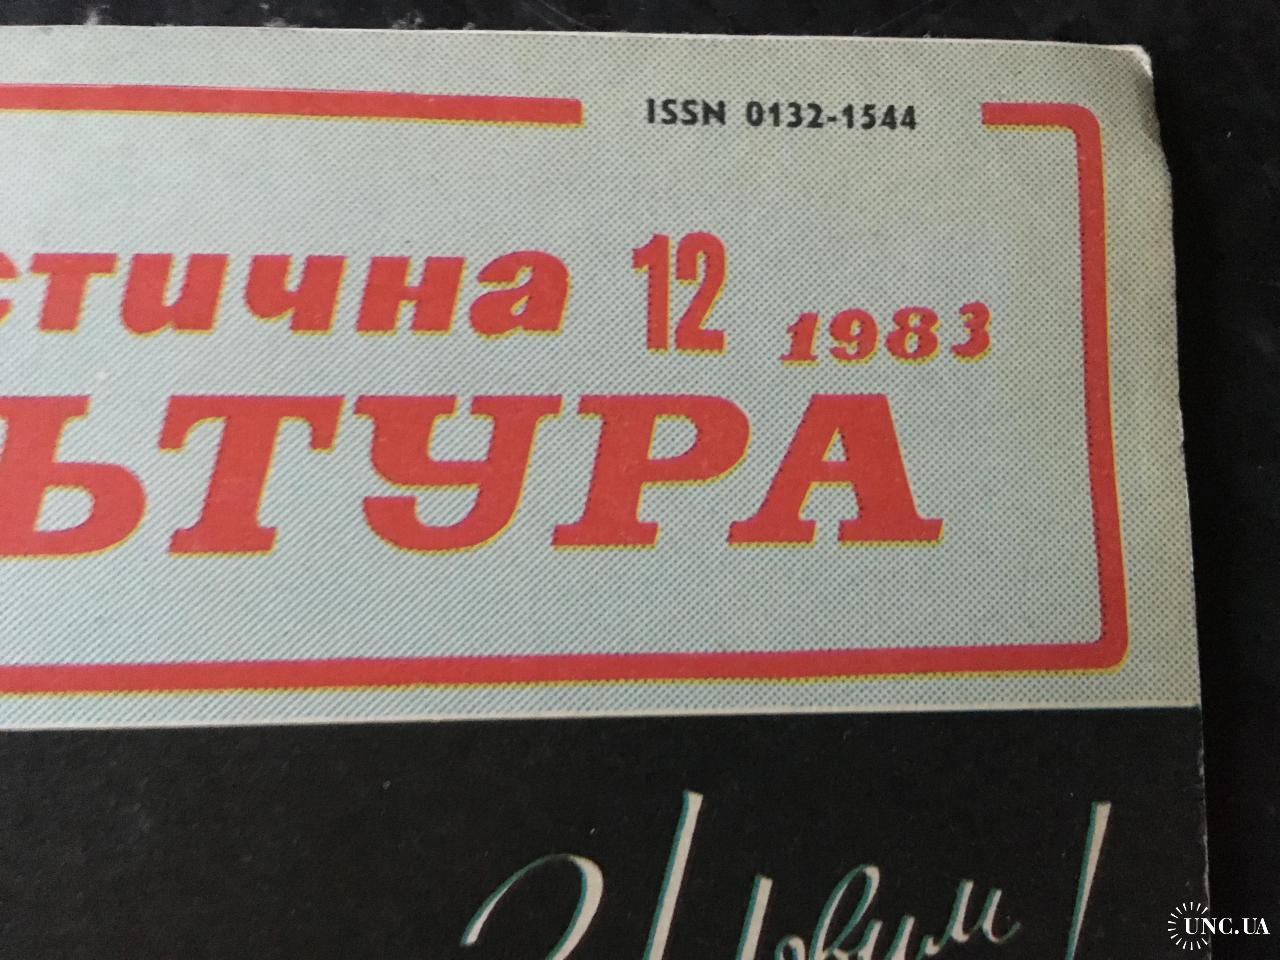 ISSN 0132-1544
стична 12 1983
ЬТУРА
З Новим
UNC.UA